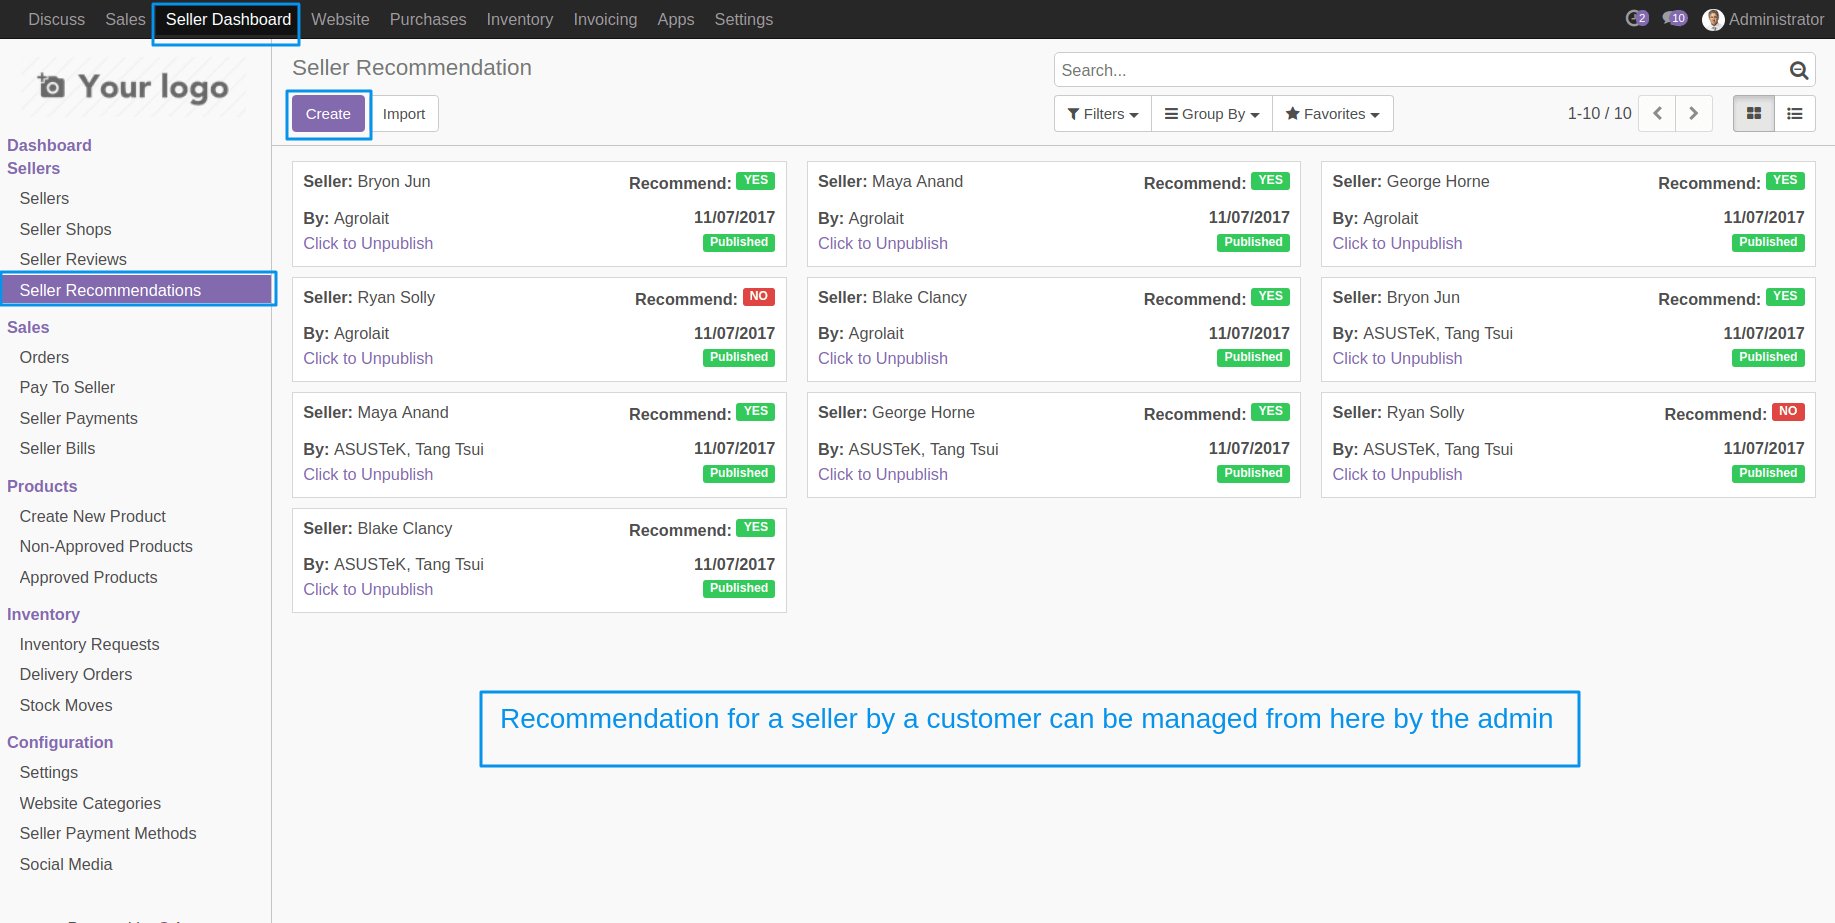 Discuss Sales Seller Dashboard Website Purchases Inventory Invoicing Apps Settings 2 10 Administrator
Your logo
Dashboard
Sellers
Sellers
Seller Shops
Seller Reviews
Seller Recommendations
Sales
Orders
Pay To Seller
Seller Payments
Seller Bills
Products
Create New Product
Non-Approved Products
Approved Products
Inventory
Inventory Requests
Delivery Orders
Stock Moves
Configuration
Settings
Website Categories
Seller Payment Methods
Social Media
Seller Recommendation
Search...
Create Import
Filters Group By Favorites 1-10 / 10
Seller: Bryon Jun Recommend: YES
By: Agrolait 11/07/2017
Click to Unpublish Published
Seller: Maya Anand Recommend: YES
By: Agrolait 11/07/2017
Click to Unpublish Published
Seller: George Horne Recommend: YES
By: Agrolait 11/07/2017
Click to Unpublish Published
Seller: Ryan Solly Recommend: NO
By: Agrolait 11/07/2017
Click to Unpublish Published
Seller: Blake Clancy Recommend: YES
By: Agrolait 11/07/2017
Click to Unpublish Published
Seller: Bryon Jun Recommend: YES
By: ASUSTeK, Tang Tsui 11/07/2017
Click to Unpublish Published
Seller: Maya Anand Recommend: YES
By: ASUSTeK, Tang Tsui 11/07/2017
Click to Unpublish Published
Seller: George Horne Recommend: YES
By: ASUSTeK, Tang Tsui 11/07/2017
Click to Unpublish Published
Seller: Ryan Solly Recommend: NO
By: ASUSTeK, Tang Tsui 11/07/2017
Click to Unpublish Published
Seller: Blake Clancy Recommend: YES
By: ASUSTeK, Tang Tsui 11/07/2017
Click to Unpublish Published
Recommendation for a seller by a customer can be managed from here by the admin